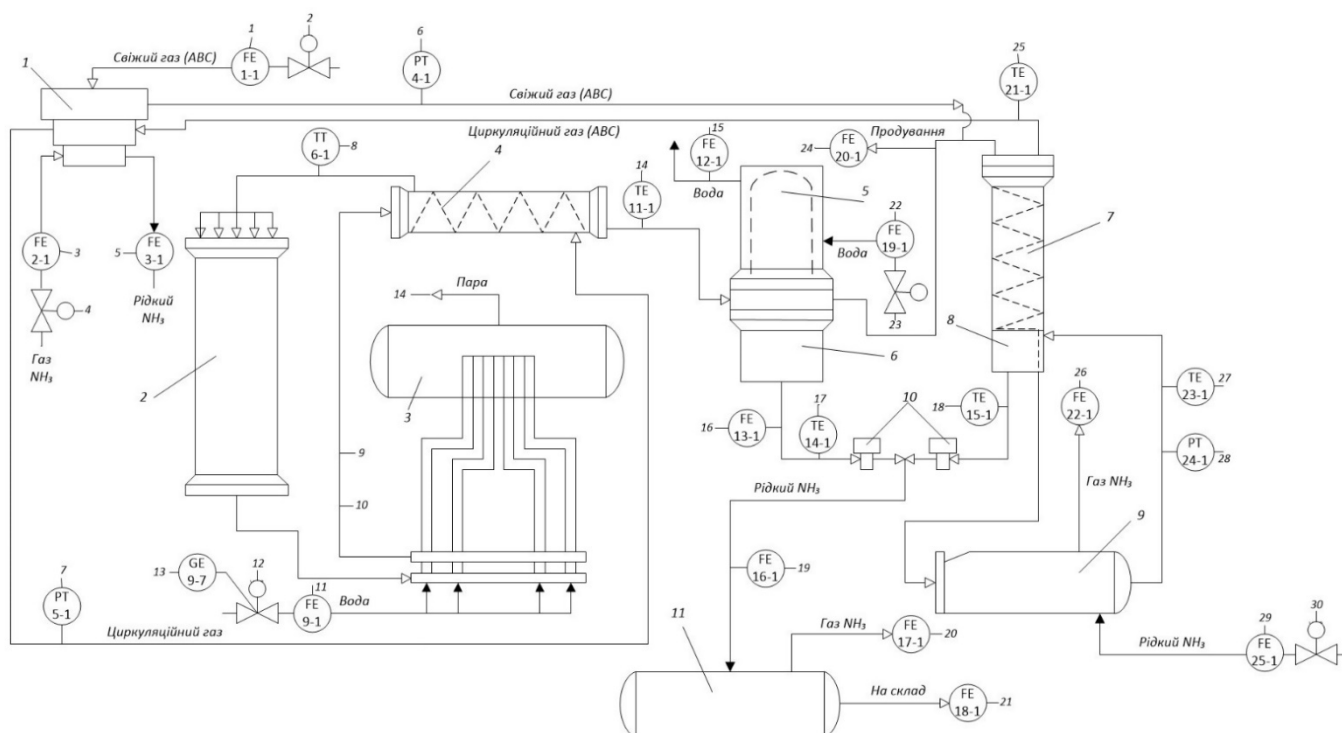 1
2
6
25
Свіжий газ (АВС)
FE
1-1
PT
4-1
TE
21-1
1
Свіжий газ (АВС)
Циркуляційний газ (АВС)
15
Продування
TT
6-1
8
4
14
FE
12-1
24
FE
20-1
TE
11-1
Вода
5
22
7
FE
2-1
3
5
FE
3-1
FE
19-1
Вода
Рідкий
NH₃
4
Пара
14
23
8
Газ
NH₃
6
2
3
26
TE
23-1
27
17
10
18
TE
15-1
FE
22-1
16
FE
13-1
TE
14-1
9
PT
24-1
28
Рідкий NH₃
Газ NH₃
10
9
7
13
GE
9-7
12
11
FE
16-1
19
PT
5-1
FE
9-1
Вода
29
30
Циркуляційний газ
11
Газ NH₃
FE
17-1
20
Рідкий NH₃
FE
25-1
На склад
FE
18-1
21